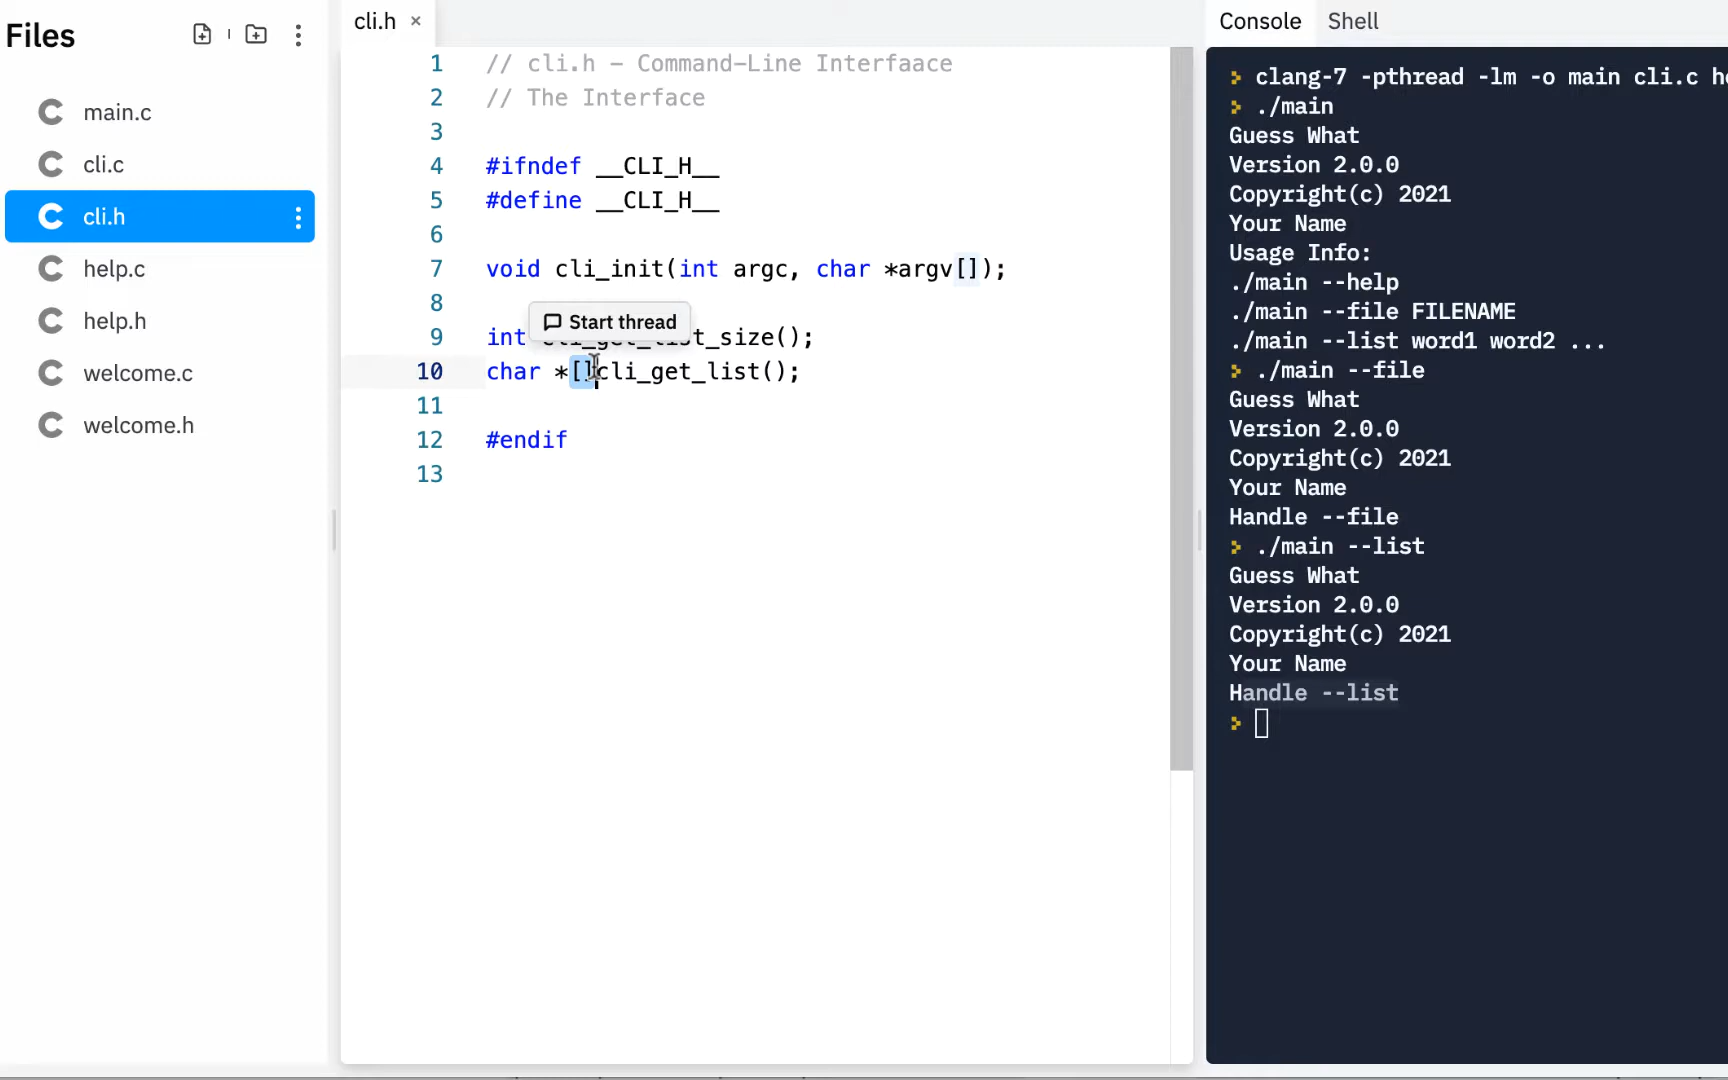 Files
main.c
cli.c
cli.h
help.c
help.h
welcome.c
welcome.h
cli.h ×
1 // cli.h - Command-Line Interfaace
2 // The Interface
3
4 #ifndef __CLI_H__
5 #define __CLI_H__
6
7 void cli_init(int argc, char *argv[]);
8
Start thread
9 int cli_get_list_size();
10 char *[]cli_get_list();
11
12 #endif
13
Console Shell
> clang-7 -pthread -lm -o main cli.c he
> ./main
Guess What
Version 2.0.0
Copyright(c) 2021
Your Name
Usage Info:
./main --help
./main --file FILENAME
./main --list word1 word2 ...
> ./main --file
Guess What
Version 2.0.0
Copyright(c) 2021
Your Name
Handle --file
> ./main --list
Guess What
Version 2.0.0
Copyright(c) 2021
Your Name
Handle --list
>